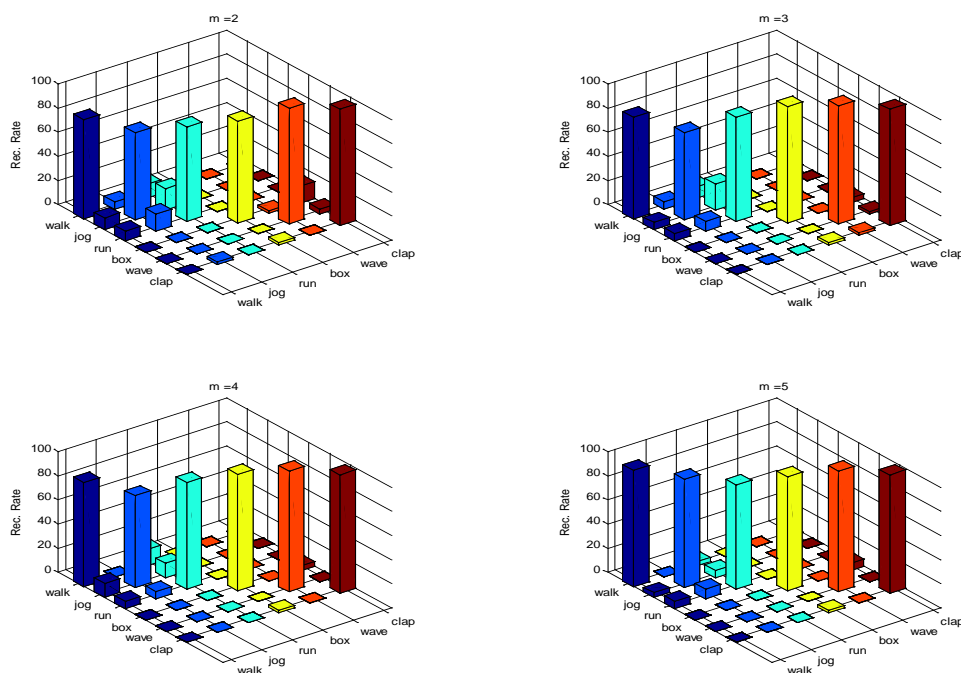 m =2
100
80
60
40
20
0
Rec. Rate
walk
jog
run
box
wave
clap
walk
jog
run
box
wave
clap
m =3
100
80
60
40
20
0
Rec. Rate
walk
jog
run
box
wave
clap
walk
jog
run
box
wave
clap
m =4
100
80
60
40
20
0
Rec. Rate
walk
jog
run
box
wave
clap
walk
jog
run
box
wave
clap
m =5
100
80
60
40
20
0
Rec. Rate
walk
jog
run
box
wave
clap
walk
jog
run
box
wave
clap